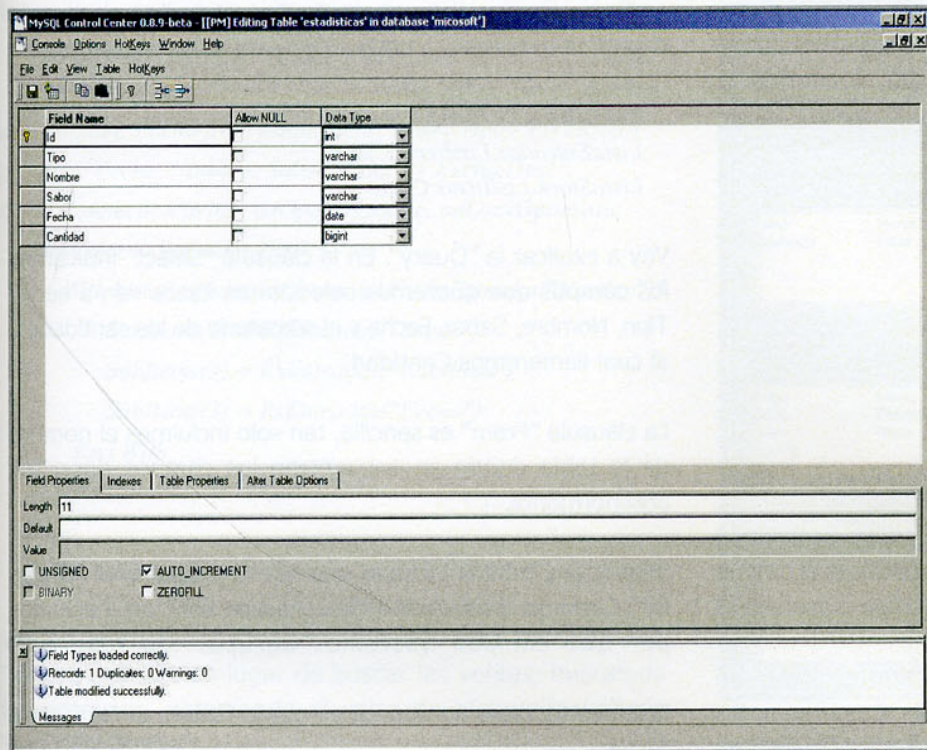 MySQL Control Center 0.8.9-beta - [[PM] Editing Table 'estadisticas' in database 'micosoft']
Console Options HotKeys Window Help
File Edit View Table HotKeys
Field Name Allow NULL Data Type
Id int
Tipo varchar
Nombre varchar
Sabor varchar
Fecha date
Cantidad bigint
Field Properties Indexes Table Properties Alter Table Options
Length 11
Default
Value
UNSIGNED AUTO_INCREMENT
BINARY ZEROFILL
Field Types loaded correctly.
Records: 1 Duplicates: 0 Warnings: 0
Table modified successfully.
Messages